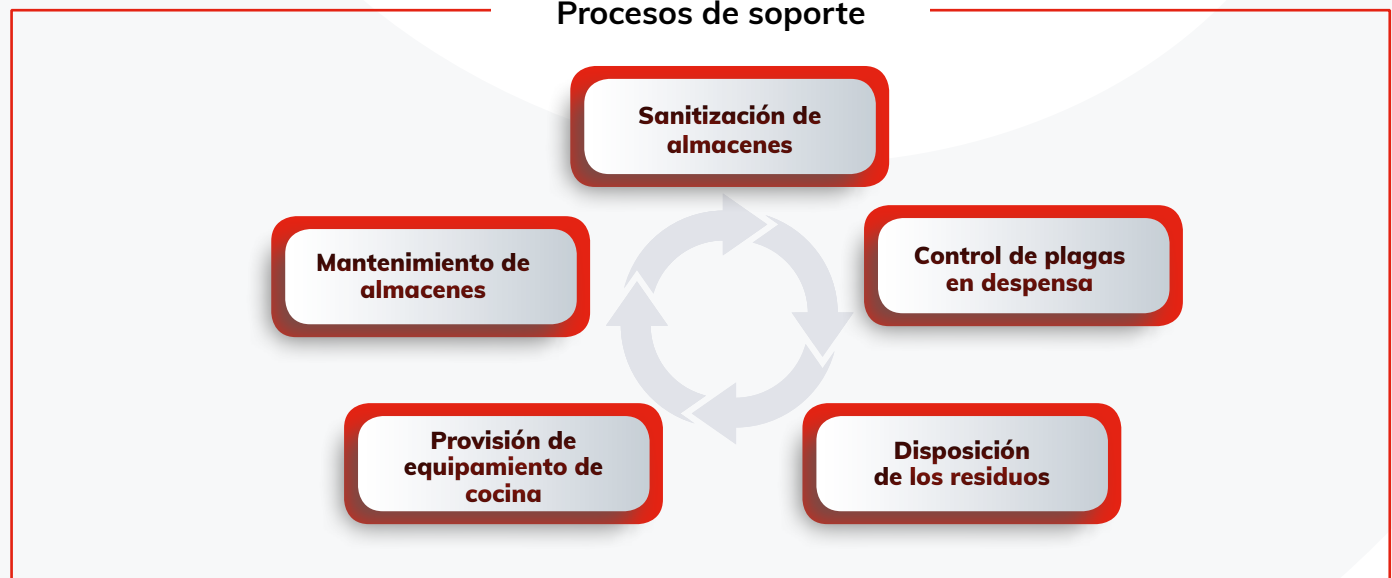 Procesos de soporte
Sanitización de
almacenes
Mantenimiento de
almacenes
Control de plagas
en despensa
Provisión de
equipamiento de
cocina
Disposición
de los residuos